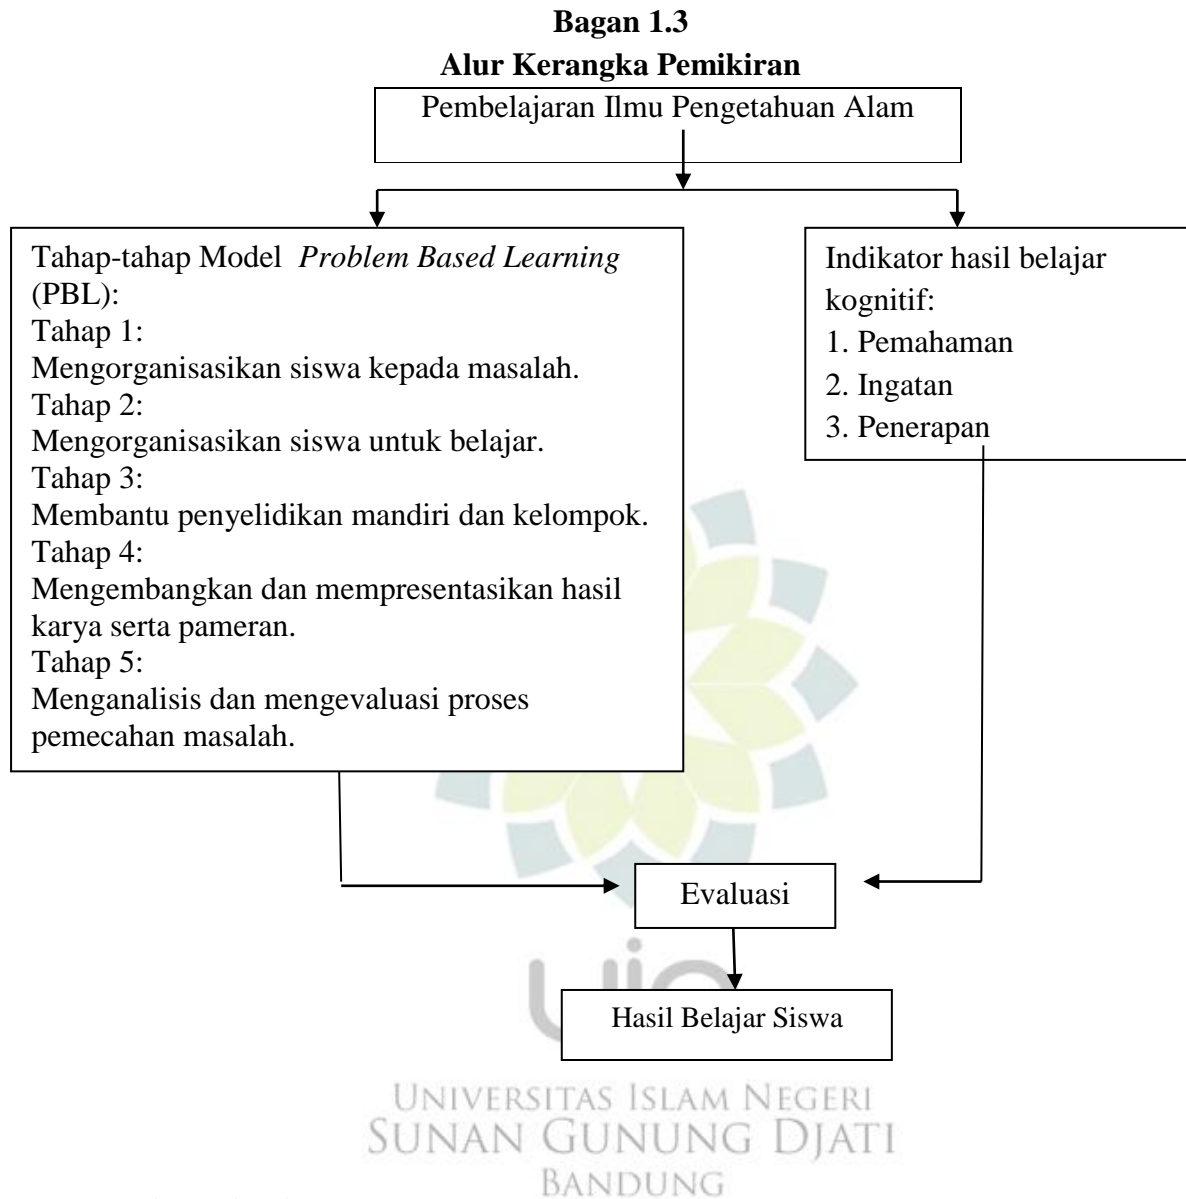 Bagan 1.3
Alur Kerangka Pemikiran
Pembelajaran Ilmu Pengetahuan Alam
Tahap-tahap Model Problem Based Learning
(PBL):
Tahap 1:
Mengorganisasikan siswa kepada masalah.
Tahap 2:
Mengorganisasikan siswa untuk belajar.
Tahap 3:
Membantu penyelidikan mandiri dan kelompok.
Tahap 4:
Mengembangkan dan mempresentasikan hasil
karya serta pameran.
Tahap 5:
Menganalisis dan mengevaluasi proses
pemecahan masalah.
Indikator hasil belajar
kognitif:
1. Pemahaman
2. Ingatan
3. Penerapan
Evaluasi
uin
Hasil Belajar Siswa
UNIVERSITAS ISLAM NEGERI
SUNAN GUNUNG DJATI
BANDUNG